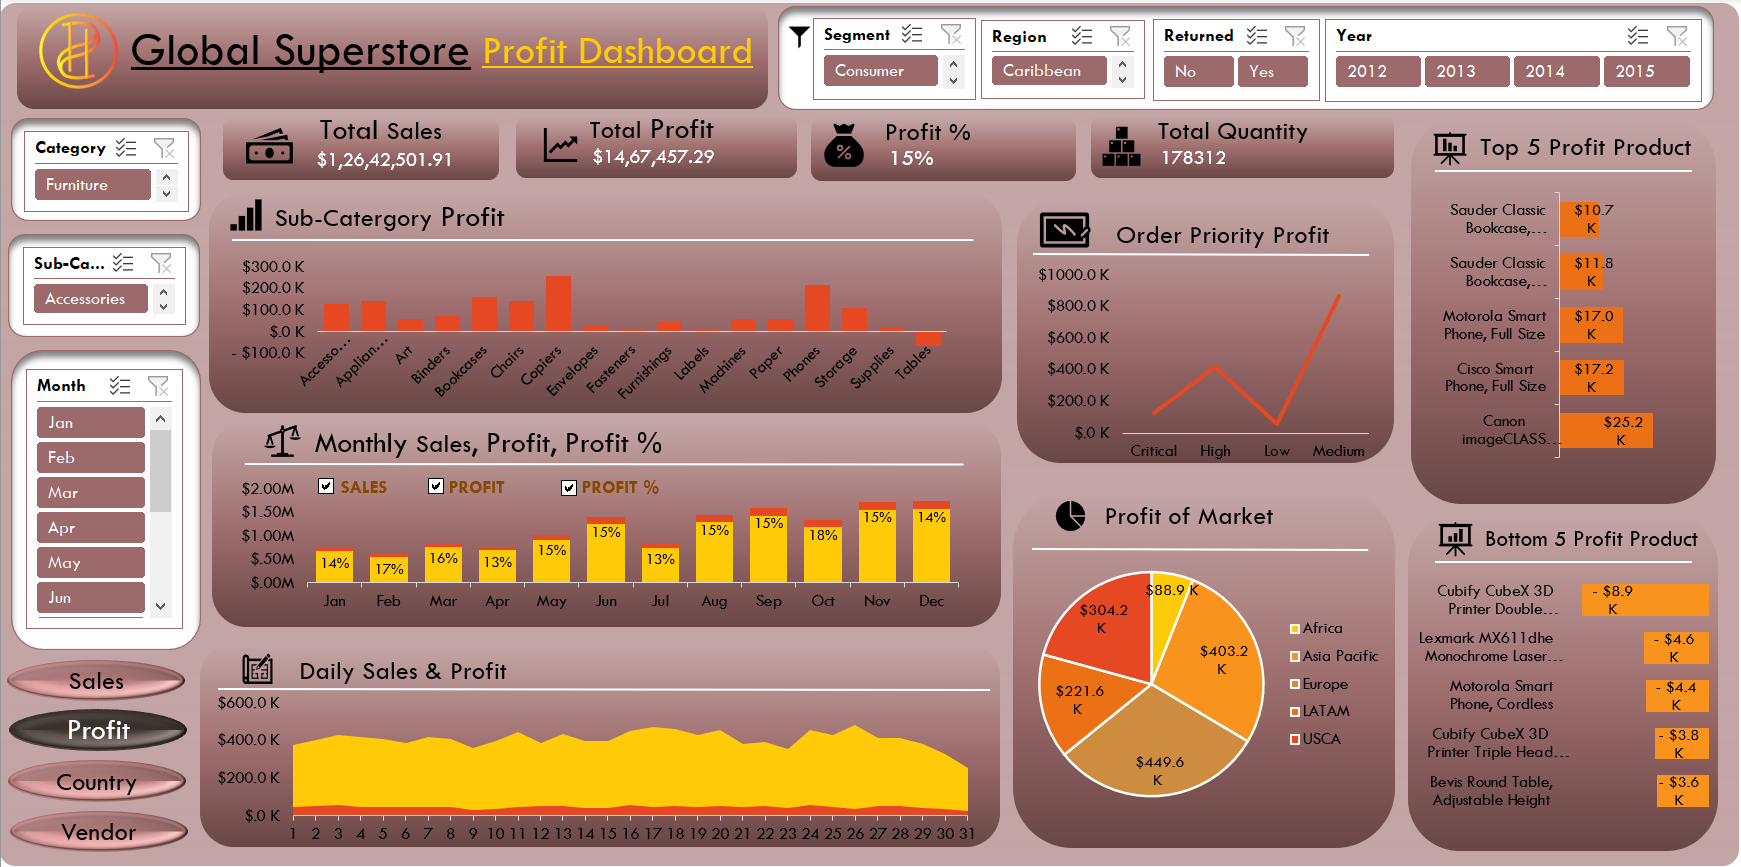 Global Superstore Profit Dashboard
Segment
Consumer
Region
Caribbean
Returned
No Yes
Year
2012 2013 2014 2015
Category
Furniture
Sub-Ca...
Accessories
Month
Jan
Feb
Mar
Apr
May
Jun
Sales
Profit
Country
Vendor
Total Sales
$1,26,42,501.91
Total Profit
$14,67,457.29
Profit %
15%
Total Quantity
178312
Sub-Catergory Profit
$300.0 K
$200.0 K
$100.0 K
$.0 K
- $100.0 K
Accesso...
Applian...
Art
Binders
Bookcases
Chairs
Copiers
Envelopes
Fasteners
Furnishings
Labels
Machines
Paper
Phones
Storage
Supplies
Tables
Monthly Sales, Profit, Profit %
SALES PROFIT PROFIT %
$2.00M
$1.50M
$1.00M
$.50M
$.00M
14% 17% 16% 13% 15% 15% 13% 15% 15% 18% 15% 14%
Jan Feb Mar Apr May Jun Jul Aug Sep Oct Nov Dec
Daily Sales & Profit
$600.0 K
$400.0 K
$200.0 K
$.0 K
1 2 3 4 5 6 7 8 9 10 11 12 13 14 15 16 17 18 19 20 21 22 23 24 25 26 27 28 29 30 31
Order Priority Profit
$1000.0 K
$800.0 K
$600.0 K
$400.0 K
$200.0 K
$.0 K
Critical High Low Medium
Profit of Market
$88.9 K
$403.2
K
$449.6
K
$221.6
K
$304.2
K
Africa
Asia Pacific
Europe
LATAM
USCA
Top 5 Profit Product
Sauder Classic
Bookcase,...
$10.7
K
Sauder Classic
Bookcase,...
$11.8
K
Motorola Smart
Phone, Full Size
$17.0
K
Cisco Smart
Phone, Full Size
$17.2
K
Canon
imageCLASS...
$25.2
K
Bottom 5 Profit Product
Cubify CubeX 3D
Printer Double...
- $8.9
K
Lexmark MX611dhe
Monochrome Laser...
- $4.6
K
Motorola Smart
Phone, Cordless
- $4.4
K
Cubify CubeX 3D
Printer Triple Head...
- $3.8
K
Bevis Round Table,
Adjustable Height
- $3.6
K